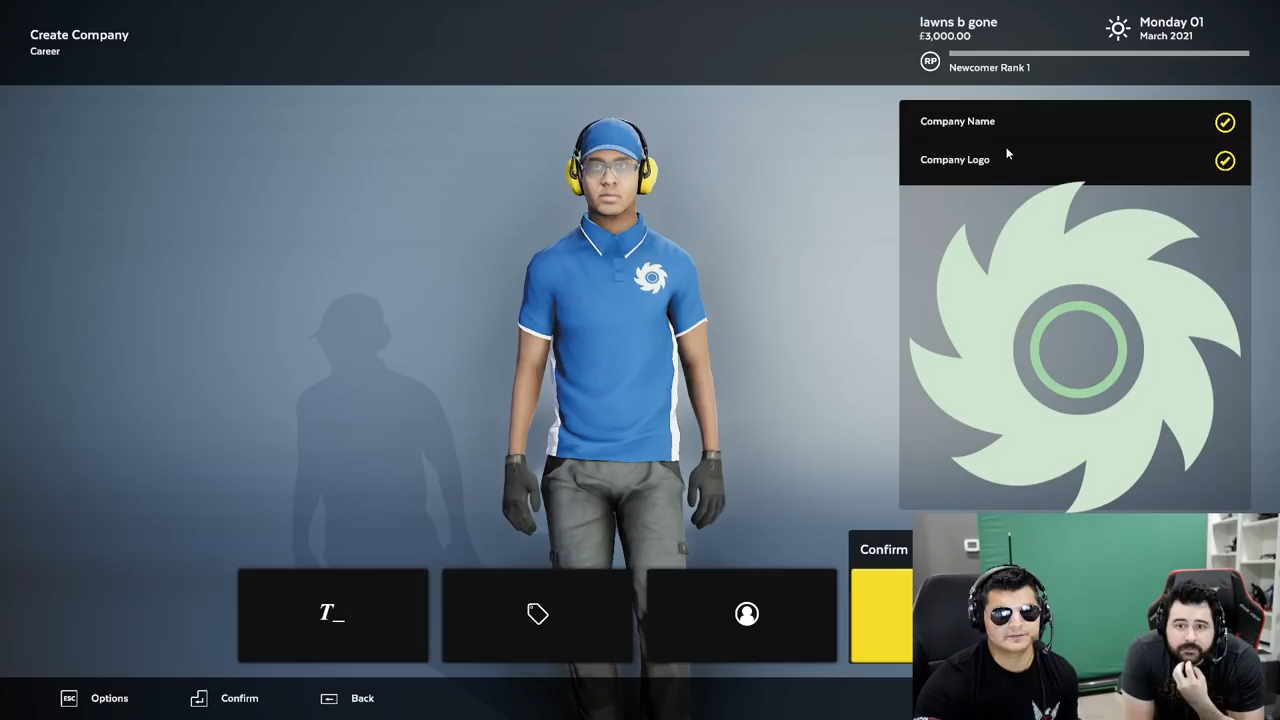 Create Company
Career
lawns b gone
£3,000.00
Monday 01
March 2021
RP
Newcomer Rank 1
Company Name
Company Logo
Confirm
T_
ESC Options
Confirm
Back